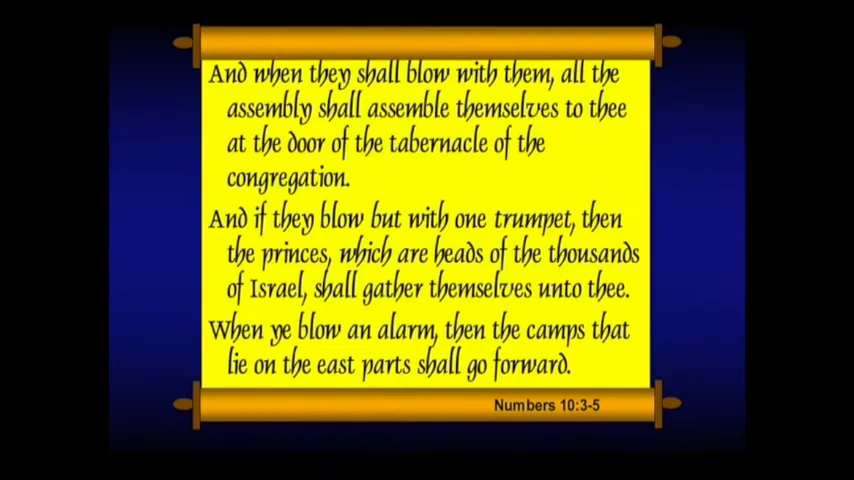 And when they shall blow with them, all the
assembly shall assemble themselves to thee
at the door of the tabernacle of the
congregation.
And if they blow but with one trumpet, then
the princes, which are heads of the thousands
of Israel, shall gather themselves unto thee.
When ye blow an alarm, then the camps that
lie on the east parts shall go forward.
Numbers 10:3-5